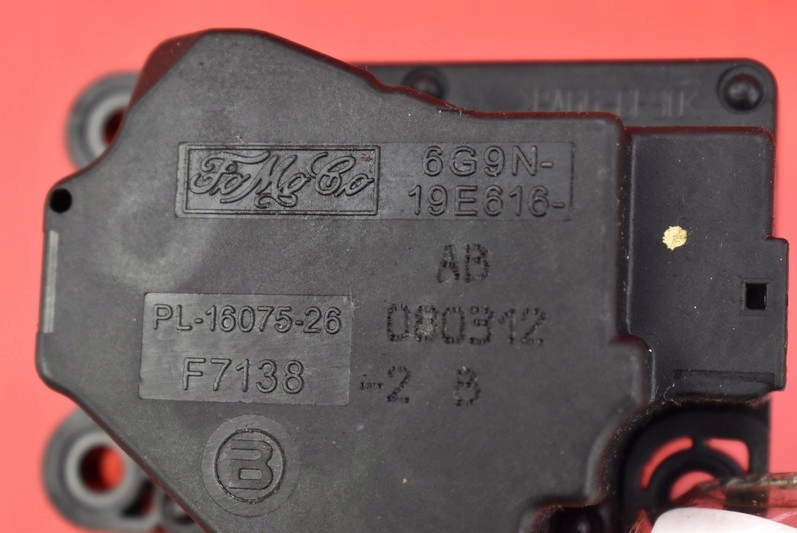 FoMoCo
6G9N-
19E616-
AB
080312
2 B
PL-16075-26
F7138
B